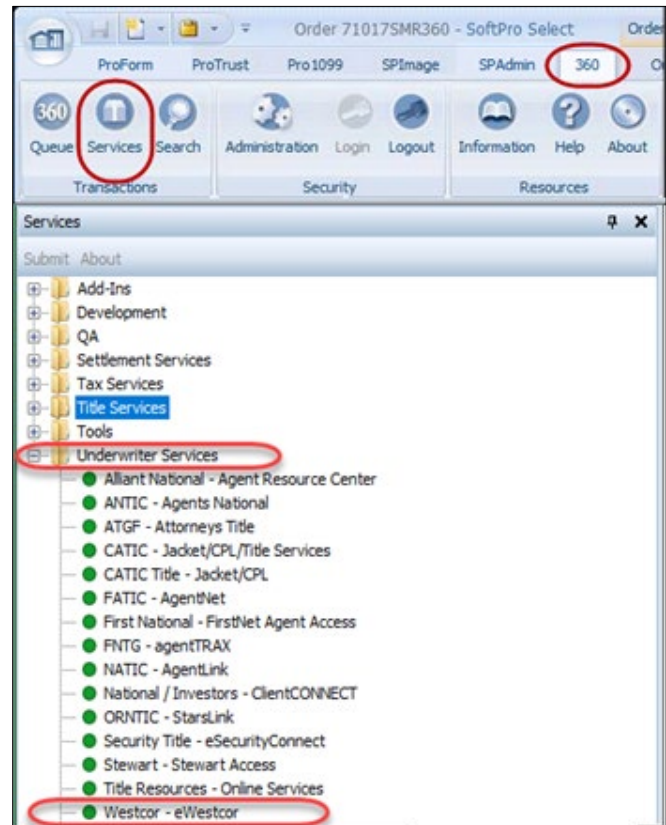 Order 71017SMR360 - SoftPro Select
Order
ProForm ProTrust Pro1099 SPImage SPAdmin 360
360
Queue Services Search Administration Login Logout Information Help About
Transactions Security Resources
Services
Submit About
Add-Ins
Development
QA
Settlement Services
Tax Services
Title Services
Tools
Underwriter Services
Alliant National - Agent Resource Center
ANTIC - Agents National
ATGF - Attorneys Title
CATIC - Jacket/CPL/Title Services
CATIC Title - Jacket/CPL
FATIC - AgentNet
First National - FirstNet Agent Access
FNTG - agentTRAX
NATIC - AgentLink
National / Investors - ClientCONNECT
ORNTIC - StarsLink
Security Title - eSecurityConnect
Stewart - Stewart Access
Title Resources - Online Services
Westcor - eWestcor